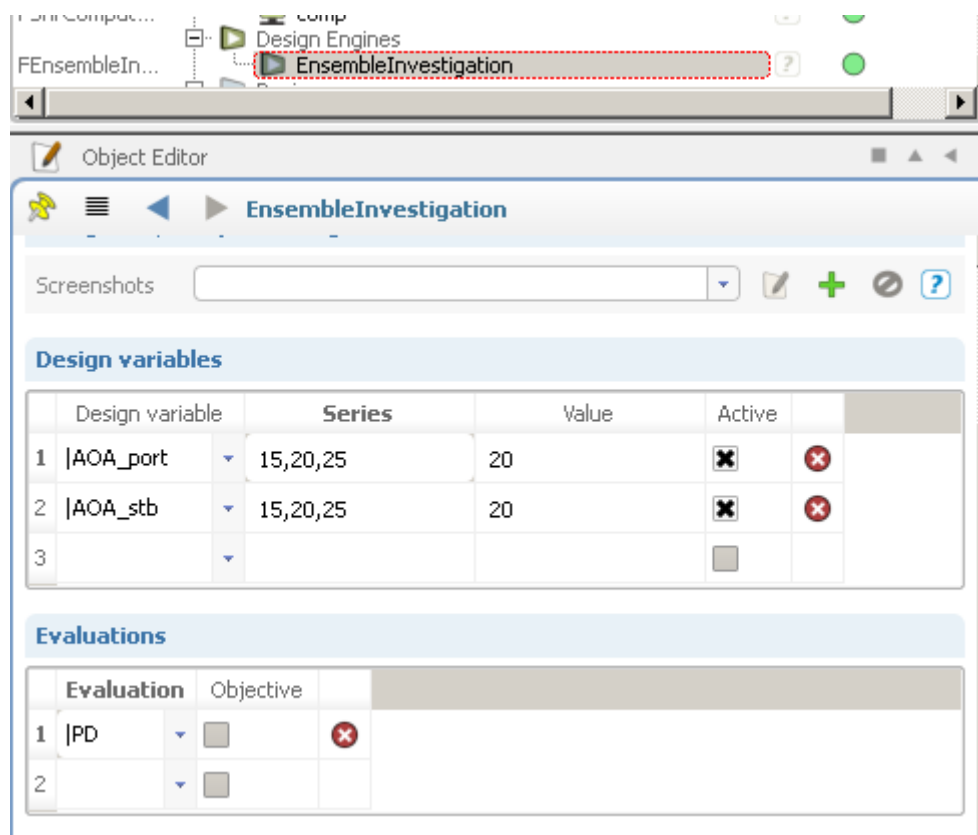 comp
Design Engines
FEnsembleIn... EnsembleInvestigation ?
Object Editor
EnsembleInvestigation
Screenshots ?
Design variables
Design variable Series Value Active
1 |AOA_port 15,20,25 20
2 |AOA_stb 15,20,25 20
3
Evaluations
Evaluation Objective
1 |PD
2